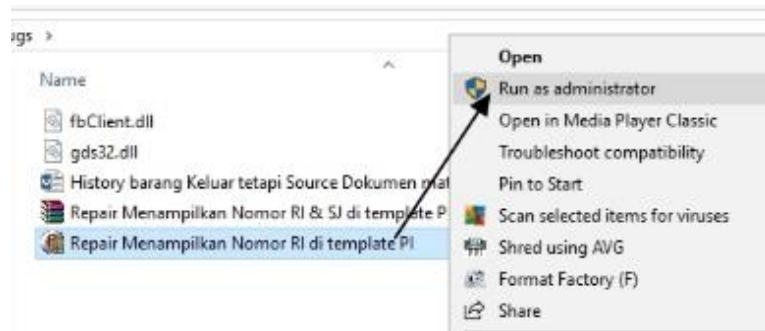 ugs >
Name
fbClient.dll
gds32.dll
History barang Keluar tetapi Source Dokumen mat
Repair Menampilkan Nomor RI & SJ di template P
Repair Menampilkan Nomor RI di template PI
Open
Run as administrator
Open in Media Player Classic
Troubleshoot compatibility
Pin to Start
Scan selected items for viruses
Shred using AVG
Format Factory (F)
Share